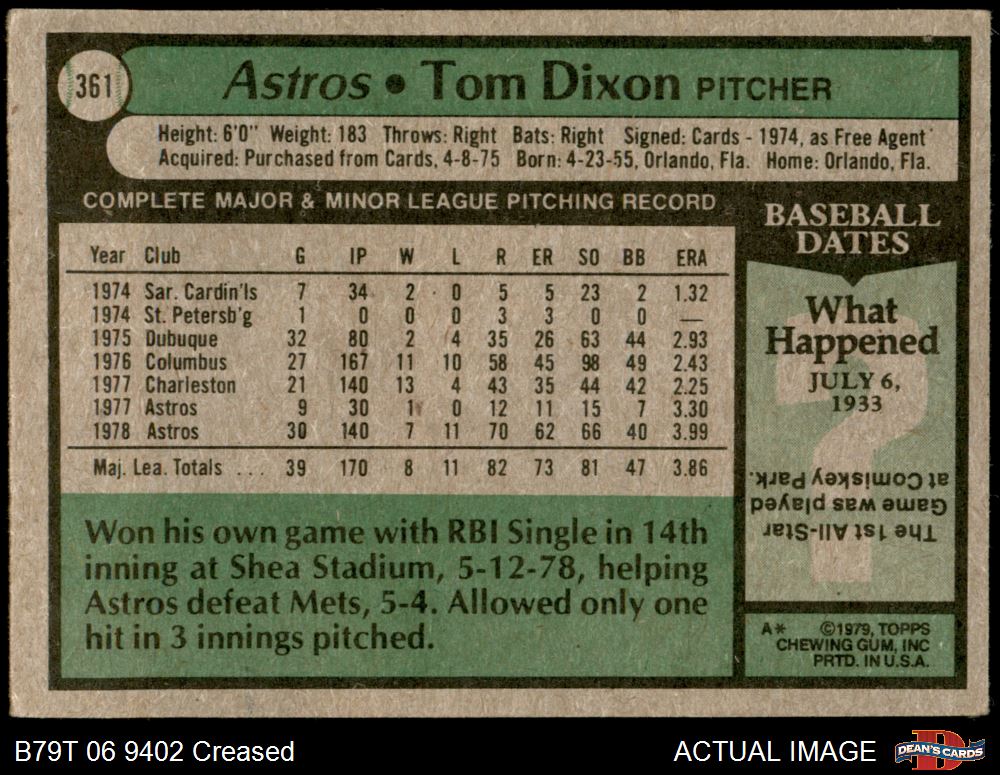 361
Astros • Tom Dixon PITCHER
Height: 6'0" Weight: 183 Throws: Right Bats: Right Signed: Cards - 1974, as Free Agent
Acquired: Purchased from Cards, 4-8-75 Born: 4-23-55, Orlando, Fla. Home: Orlando, Fla.
COMPLETE MAJOR & MINOR LEAGUE PITCHING RECORD
Year Club G IP W L R ER SO BB ERA
1974 Sar. Cardin'ls 7 34 2 0 5 5 23 2 1.32
1974 St. Petersb'g 1 0 0 0 3 3 0 0 —
1975 Dubuque 32 80 2 4 35 26 63 44 2.93
1976 Columbus 27 167 11 10 58 45 98 49 2.43
1977 Charleston 21 140 13 4 43 35 44 42 2.25
1977 Astros 9 30 1 0 12 11 15 7 3.30
1978 Astros 30 140 7 11 70 62 66 40 3.99
Maj. Lea. Totals ... 39 170 8 11 82 73 81 47 3.86
Won his own game with RBI Single in 14th
inning at Shea Stadium, 5-12-78, helping
Astros defeat Mets, 5-4. Allowed only one
hit in 3 innings pitched.
BASEBALL
DATES
What
Happened
JULY 6,
1933
The 1st All-Star
Game was played
at Comiskey Park.
A* ©1979, TOPPS
CHEWING GUM, INC
PRTD. IN U.S.A.
B79T 06 9402 Creased
ACTUAL IMAGE
DEAN'S CARDS